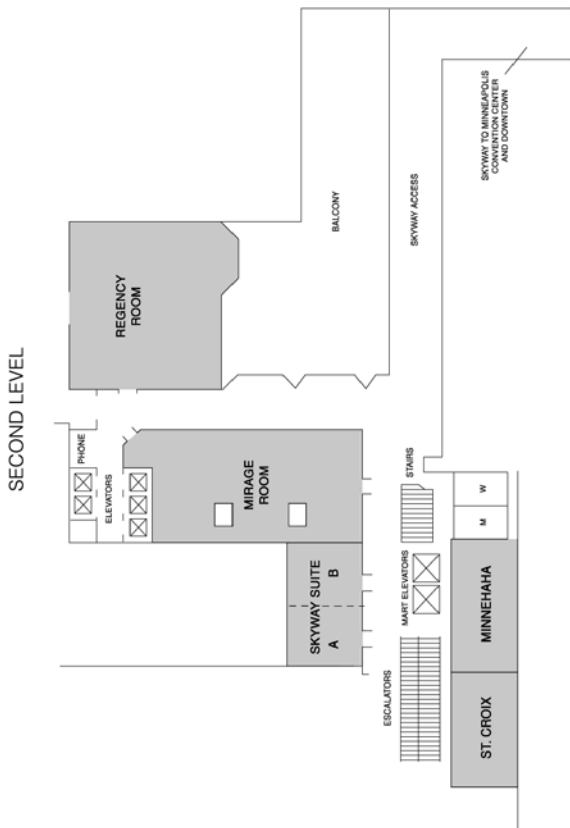 SECOND LEVEL
SKYWAY TO MINNEAPOLIS
CONVENTION CENTER
AND DOWNTOWN
BALCONY
SKYWAY ACCESS
REGENCY
ROOM
PHONE
ELEVATORS
MIRAGE
ROOM
STAIRS
W
M
SKYWAY SUITE
A
B
MART ELEVATORS
MINNEHAHA
ESCALATORS
ST. CROIX